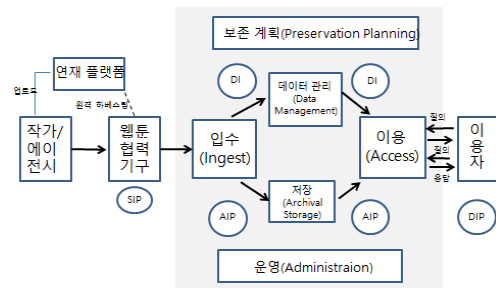 보존 계획(Preservation Planning)
연재 플랫폼
업로드
원격 하베스팅
DI
데이터 관리
(Data
Management)
DI
작가/
에이
전시
웹툰
협력
기구
입수
(Ingest)
이용
(Access)
질의
질의
응답
이
용
자
SIP
AIP
저장
(Archival
Storage)
AIP
DIP
운영(Administraion)